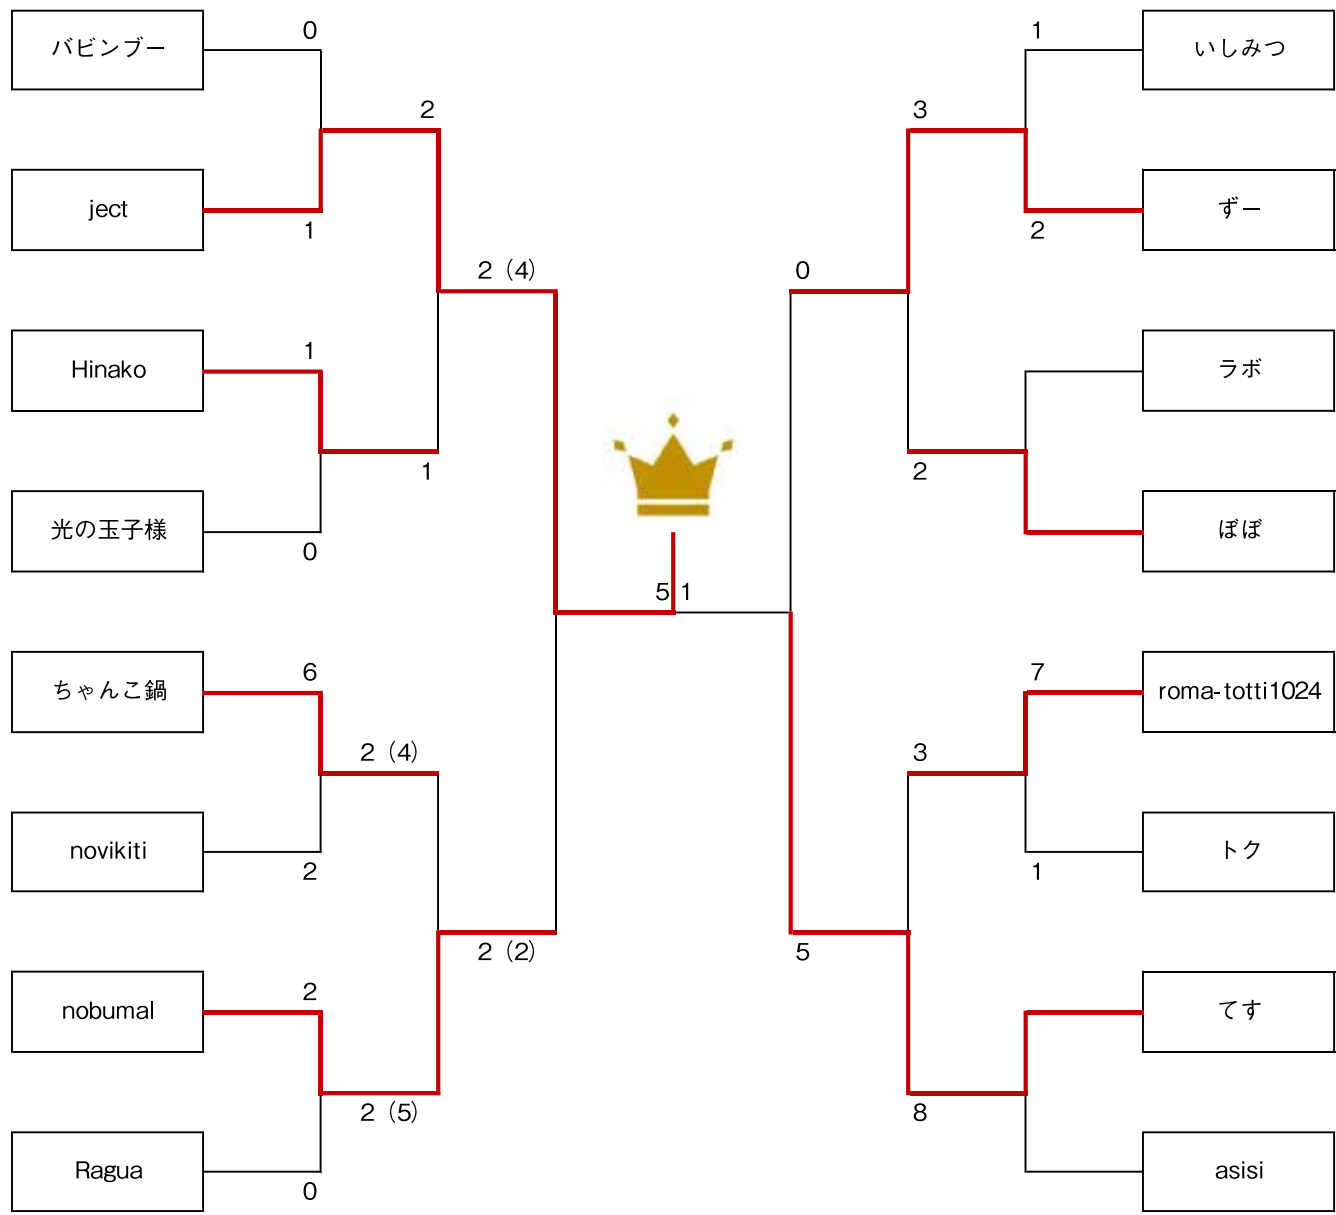 バビンブー
0
2
ject
1
2（4）
Hinako
1
1
光の玉子様
0
ちゃんこ鍋
6
2（4）
novikiti
2
2（2）
nobumal
2
2（5）
Ragua
0
5 1
1
いしみつ
3
ずー
2
0
ラボ
2
ぼぼ
7
roma-totti1024
3
トク
1
5
てす
8
asisi